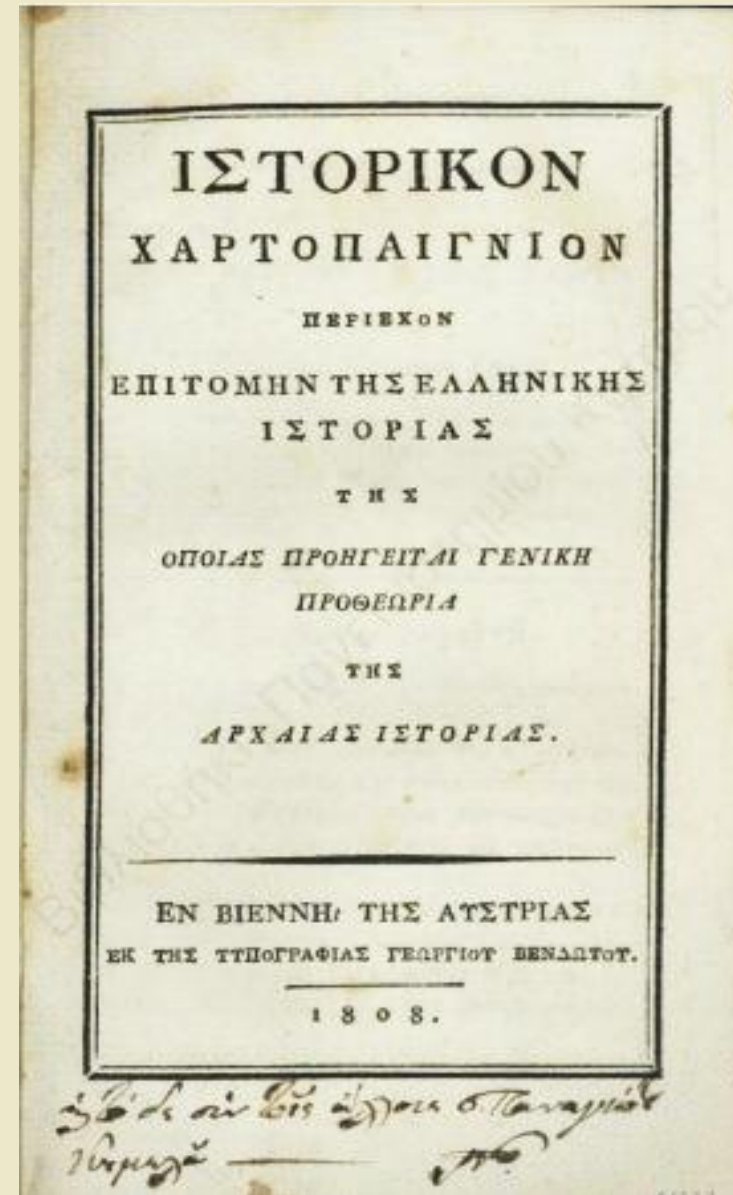 ΙΣΤΟΡΙΚΟΝ
ΧΑΡΤΟΠΑΙΓΝΙΟΝ
ΠΕΡΙΕΧΟΝ
ΕΠΙΤΟΜΗΝ ΤΗΣ ΕΛΛΗΝΙΚΗΣ
ΙΣΤΟΡΙΑΣ
ΤΗΣ
ΟΠΟΙΑΣ ΠΡΟΗΓΕΙΤΑΙ ΓΕΝΙΚΗ
ΠΡΟΘΕΩΡΙΑ
ΤΗΣ
ΑΡΧΑΙΑΣ ΙΣΤΟΡΙΑΣ.
ΕΝ ΒΙΕΝΝΗι ΤΗΣ ΑΥΣΤΡΙΑΣ
ΕΚ ΤΗΣ ΤΥΠΟΓΡΑΦΙΑΣ ΓΕΩΡΓΙΟΥ ΒΕΝΔΩΤΟΥ.
1808.